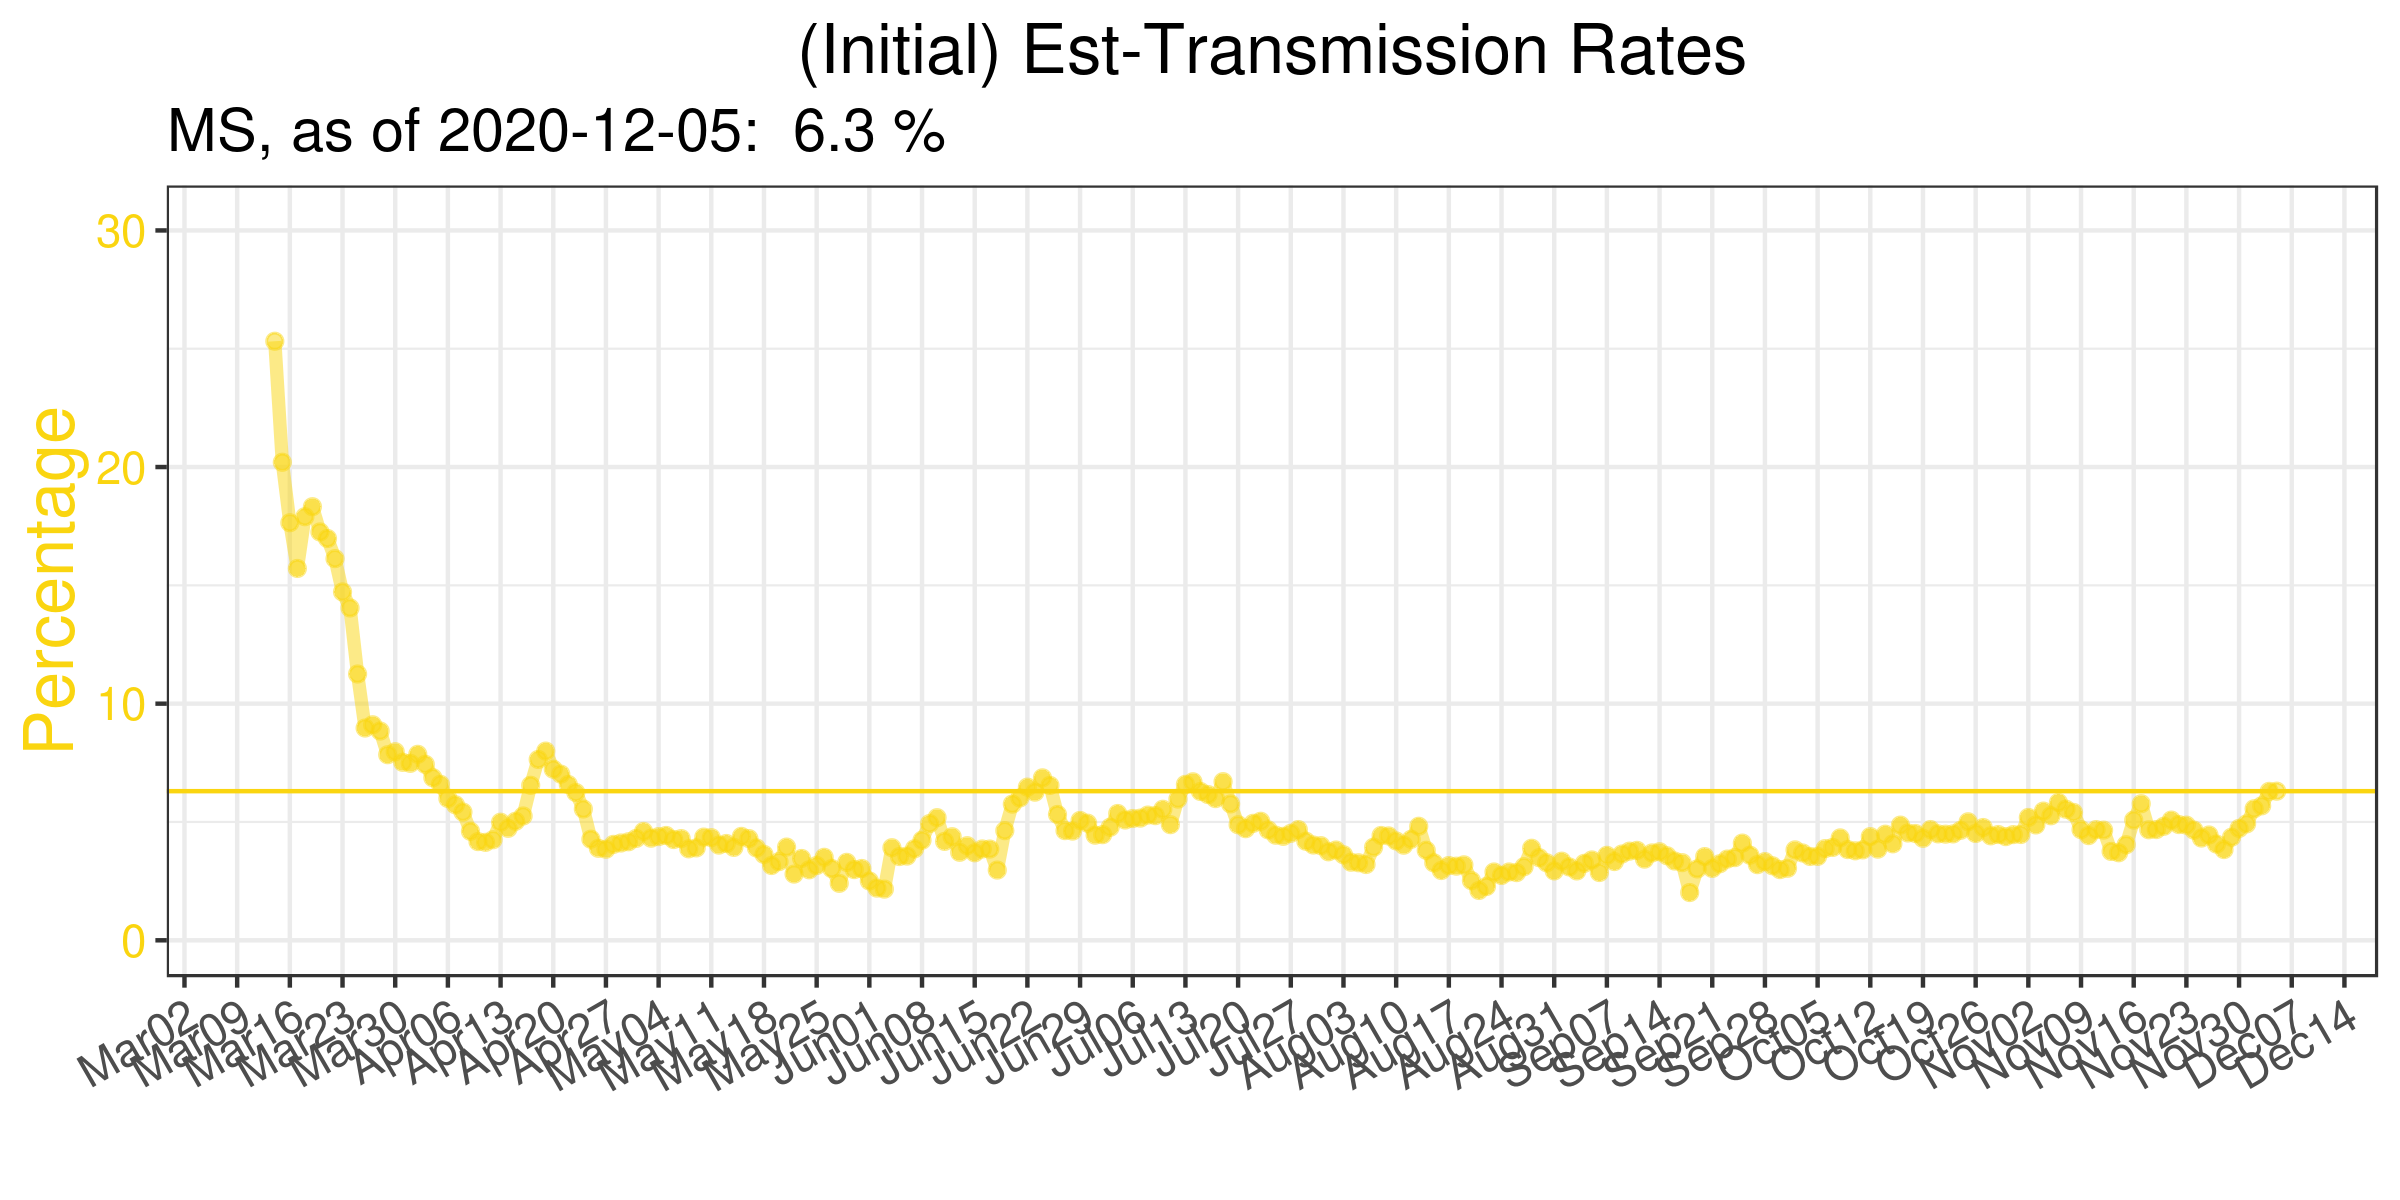 (Initial) Est-Transmission Rates
MS, as of 2020-12-05:  6.3 %
Percentage
30
20
10
0
Mar02
Mar09
Mar16
Mar23
Mar30
Apr06
Apr13
Apr20
Apr27
May04
May11
May18
May25
Jun01
Jun08
Jun15
Jun22
Jun29
Jul06
Jul13
Jul20
Jul27
Aug03
Aug10
Aug17
Aug24
Aug31
Sep07
Sep14
Sep21
Sep28
Oct05
Oct12
Oct19
Oct26
Nov02
Nov09
Nov16
Nov23
Nov30
Dec07
Dec14